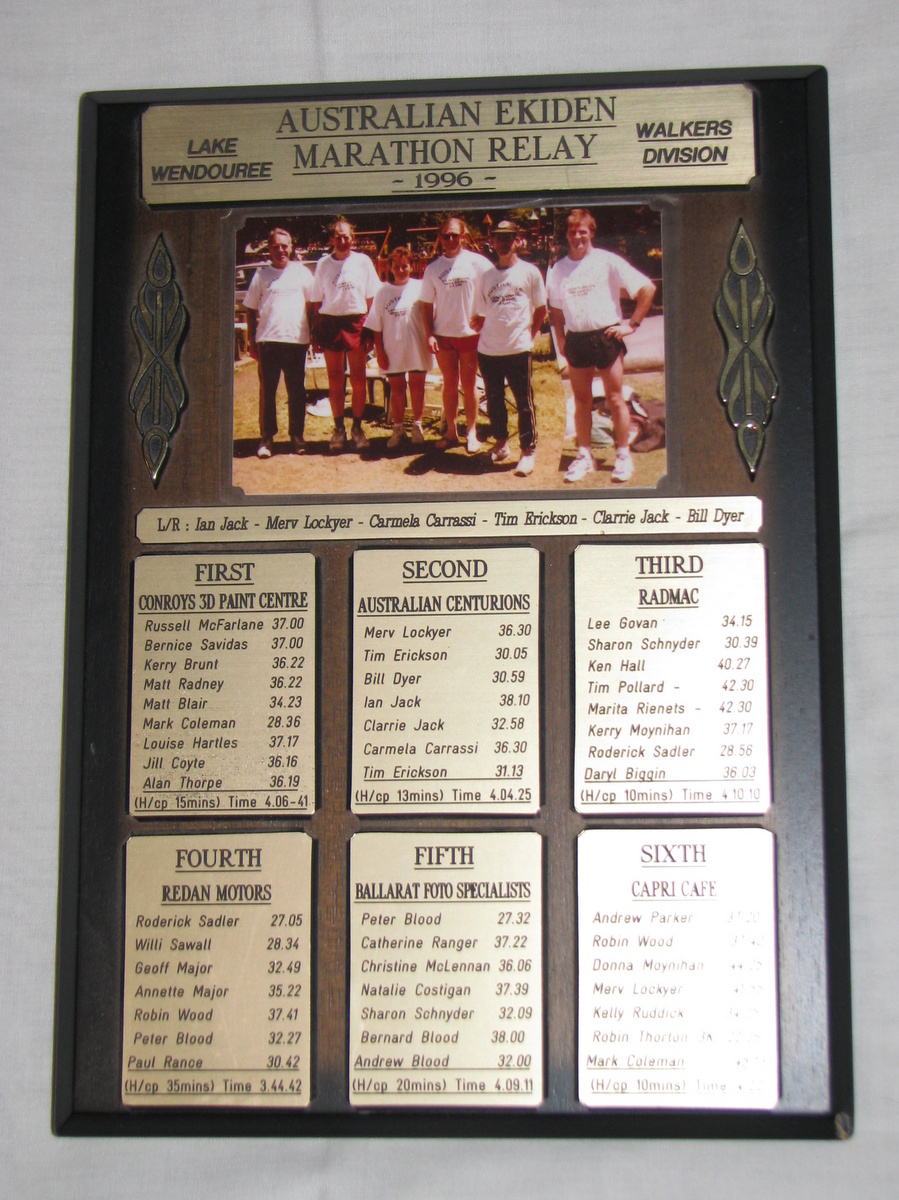 LAKE
WENDOUREE
AUSTRALIAN EKIDEN
MARATHON RELAY
~ 1996 ~
WALKERS
DIVISION
L/R : Ian Jack - Merv Lockyer - Carmela Carrassi - Tim Erickson - Clarrie Jack - Bill Dyer
FIRST
CONROYS 3D PAINT CENTRE
Russell McFarlane 37.00
Bernice Savidas 37.00
Kerry Brunt 36.22
Matt Radney 36.22
Matt Blair 34.23
Mark Coleman 28.36
Louise Hartles 37.17
Jill Coyte 36.16
Alan Thorpe 36.19
(H/cp 15mins) Time 4.06-41
SECOND
AUSTRALIAN CENTURIONS
Merv Lockyer 36.30
Tim Erickson 30.05
Bill Dyer 30.59
Ian Jack 38.10
Clarrie Jack 32.58
Carmela Carrassi 36.30
Tim Erickson 31.13
(H/cp 13mins) Time 4.04.25
THIRD
RADMAC
Lee Govan 34.15
Sharon Schnyder 30.39
Ken Hall 40.27
Tim Pollard - 42.30
Marita Rienets - 42.30
Kerry Moynihan 37.17
Roderick Sadler 28.56
Daryl Biggin 36.03
(H/cp 10mins) Time 4.10.10
FOURTH
REDAN MOTORS
Roderick Sadler 27.05
Willi Sawall 28.34
Geoff Major 32.49
Annette Major 35.22
Robin Wood 37.41
Peter Blood 32.27
Paul Rance 30.42
(H/cp 35mins) Time 3.44.42
FIFTH
BALLARAT FOTO SPECIALISTS
Peter Blood 27.32
Catherine Ranger 37.22
Christine McLennan 36.06
Natalie Costigan 37.39
Sharon Schnyder 32.09
Bernard Blood 38.00
Andrew Blood 32.00
(H/cp 20mins) Time 4.09.11
SIXTH
CAPRI CAFE
Andrew Parker
Robin Wood
Donna Moynihan
Merv Lockyer
Kelly Ruddick
Robin Thorton
Mark Coleman
(H/cp 10mins) Time